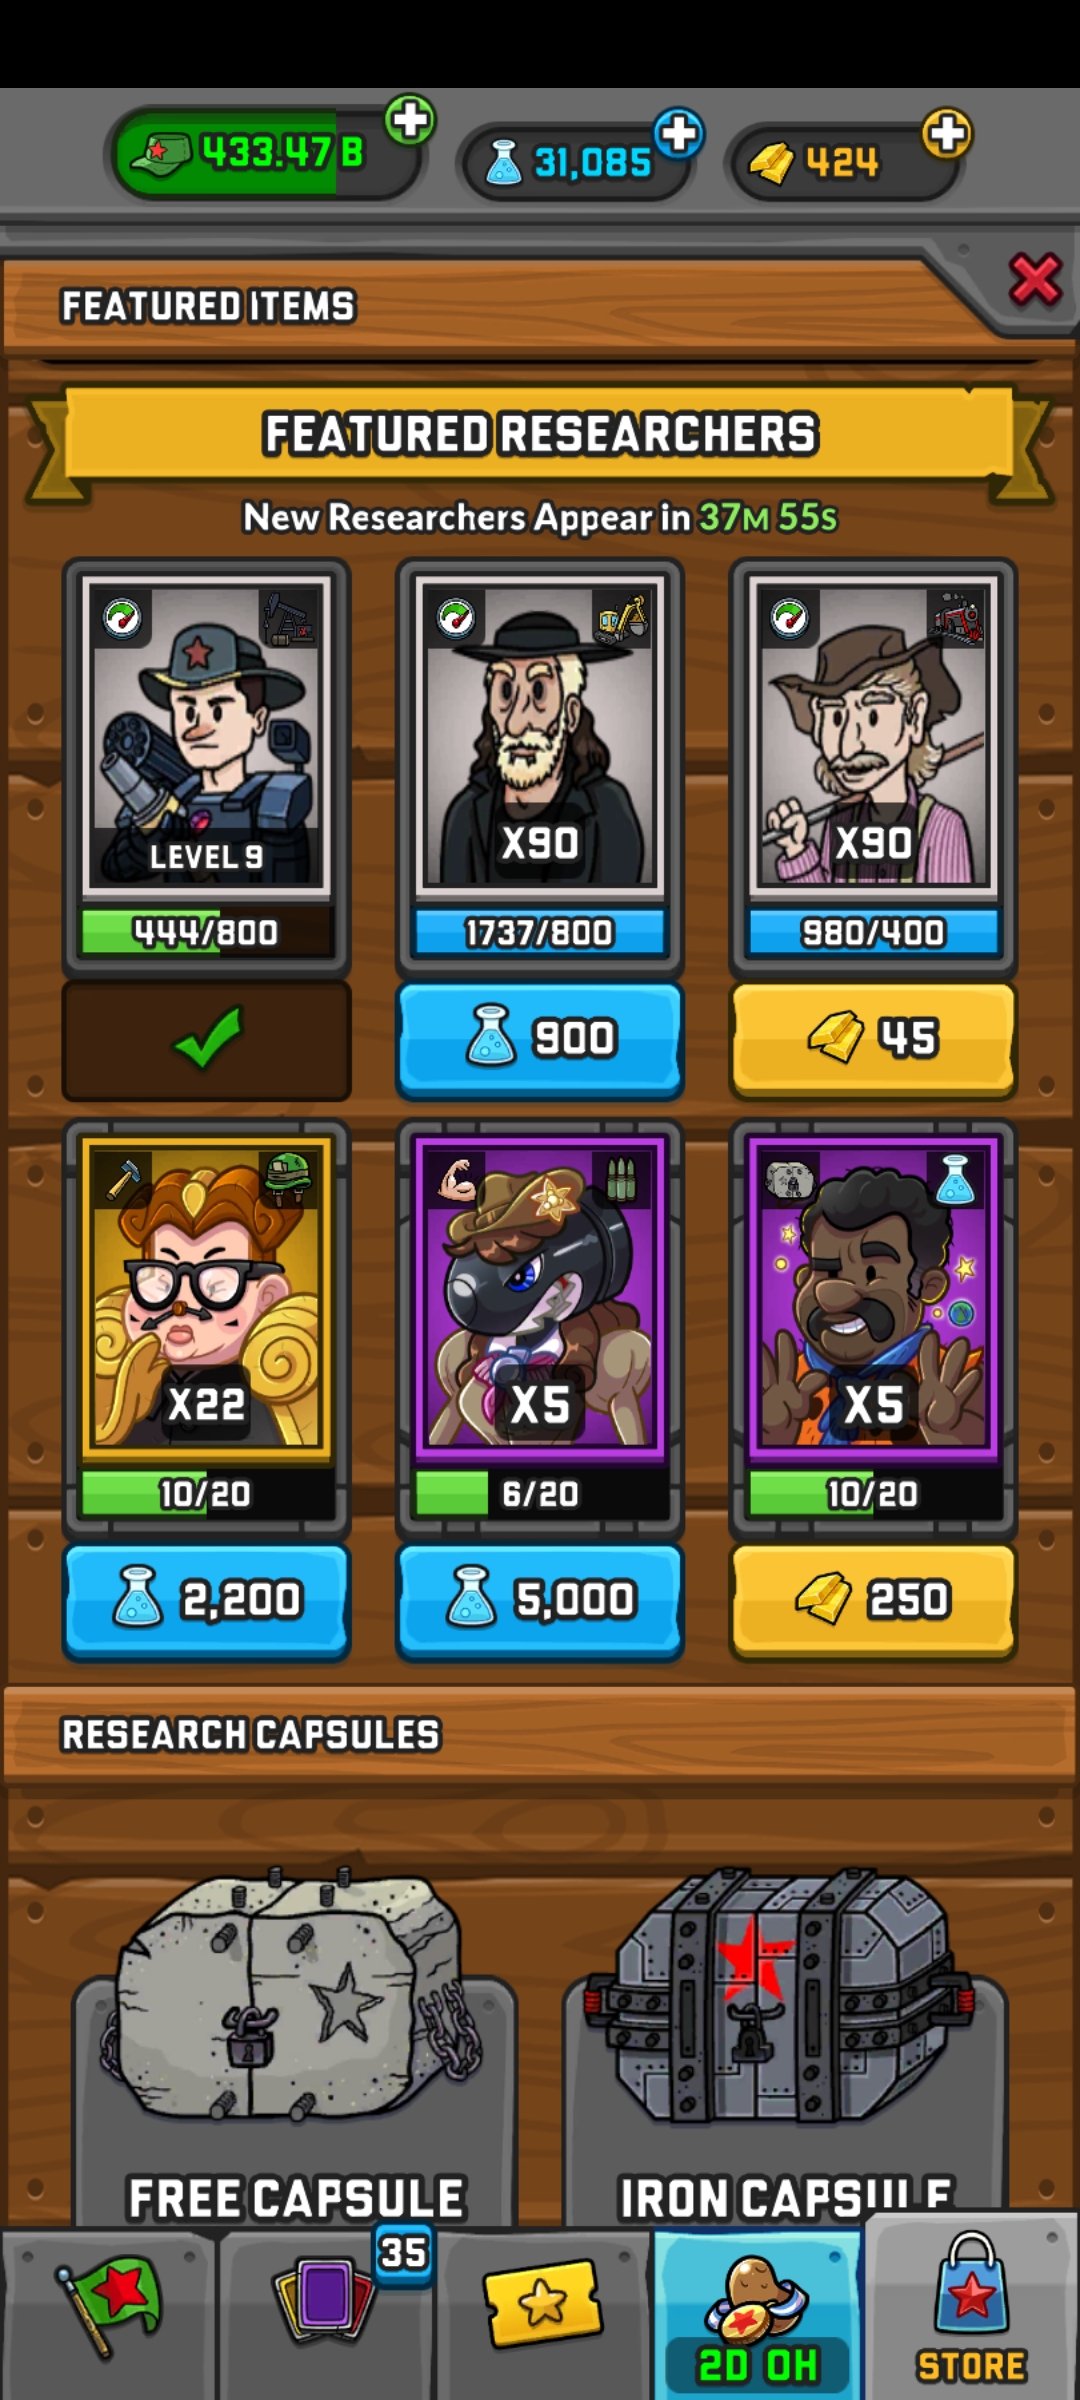 433.47 B
31,085
424
FEATURED ITEMS
FEATURED RESEARCHERS
New Researchers Appear in 37M 55S
LEVEL 9
X90
X90
444/800
1737/800
980/400
900
45
X22
X5
X5
10/20
6/20
10/20
2,200
5,000
250
RESEARCH CAPSULES
FREE CAPSULE
IRON CAPSULE
35
2D 0H
STORE